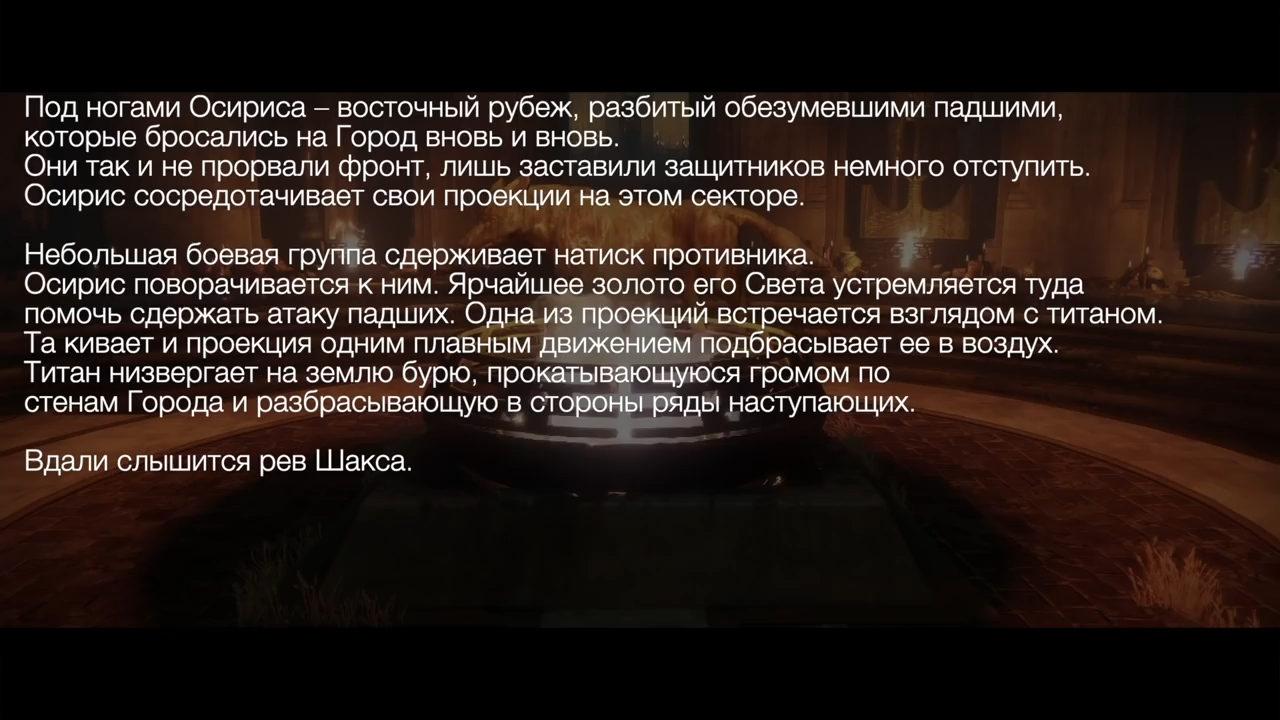 Под ногами Осириса – восточный рубеж, разбитый обезумевшими падшими,
которые бросались на Город вновь и вновь.
Они так и не прорвали фронт, лишь заставили защитников немного отступить.
Осирис сосредотачивает свои проекции на этом секторе.
Небольшая боевая группа сдерживает натиск противника.
Осирис поворачивается к ним. Ярчайшее золото его Света устремляется туда
помочь сдержать атаку падших. Одна из проекций встречается взглядом с титаном.
Та кивает и проекция одним плавным движением подбрасывает ее в воздух.
Титан низвергает на землю бурю, прокатывающуюся громом по
стенам Города и разбрасывающую в стороны ряды наступающих.
Вдали слышится рев Шакса.